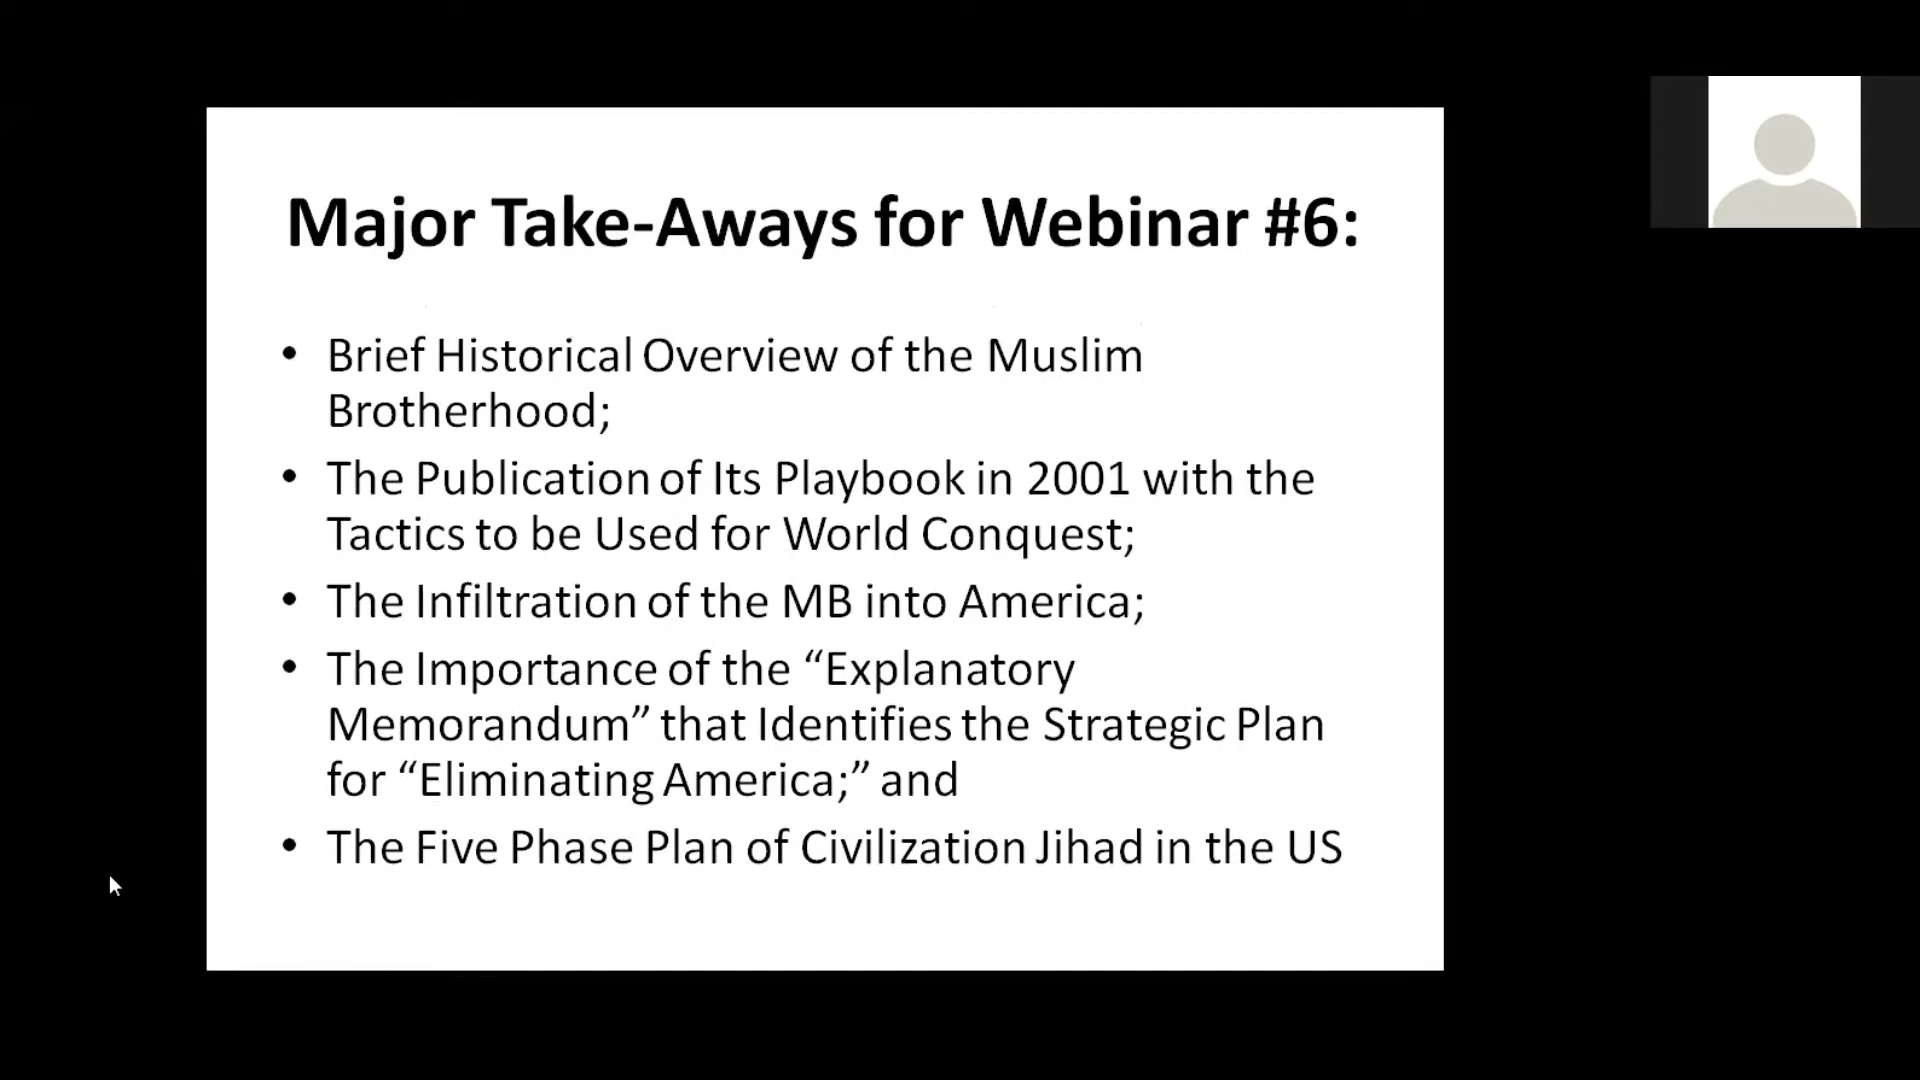 Major Take-Aways for Webinar #6:
• Brief Historical Overview of the Muslim
Brotherhood;
• The Publication of Its Playbook in 2001 with the
Tactics to be Used for World Conquest;
• The Infiltration of the MB into America;
• The Importance of the “Explanatory
Memorandum” that Identifies the Strategic Plan
for “Eliminating America;” and
• The Five Phase Plan of Civilization Jihad in the US